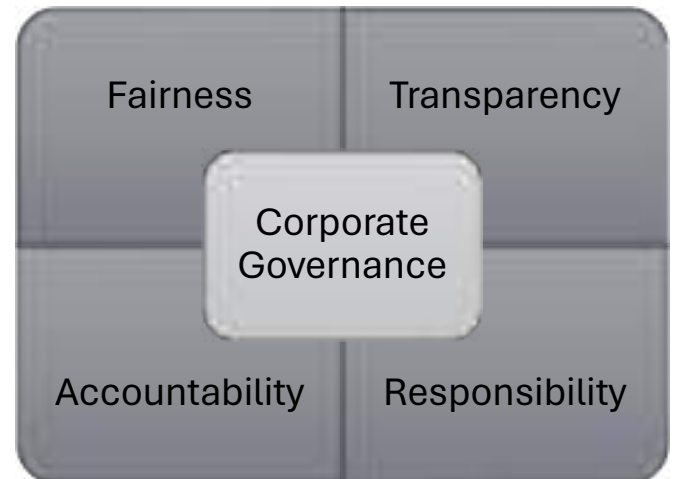 Fairness
Transparency
Corporate
Governance
Accountability
Responsibility